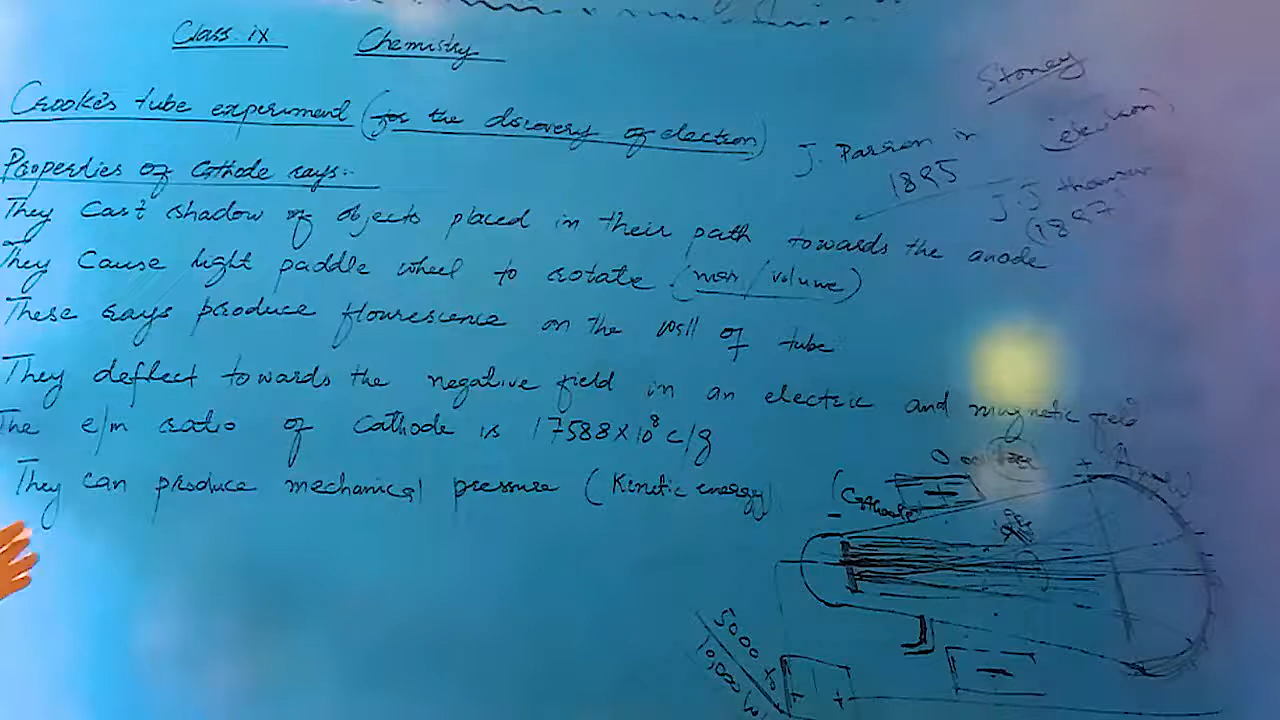 Class ix Chemistry
Crooke's tube experiment (for the discovery of electron)
Stoney
J. Parrson in (electron)
1895
J.J thomson
(1897
Properties of Cathode rays:-
They Cast shadow of objects placed in their path towards the anode
They Cause light paddle wheel to rotate (mass/volume)
These rays produce flourescence on the wall of tube
They deflect towards the negative field in an electric and magnetic field
The e/m ratio of Cathode is 17588x10⁸ c/g
They can produce mechanical pressure (Kinetic energy)
(Cathode)
-
+
5000 to
10,000